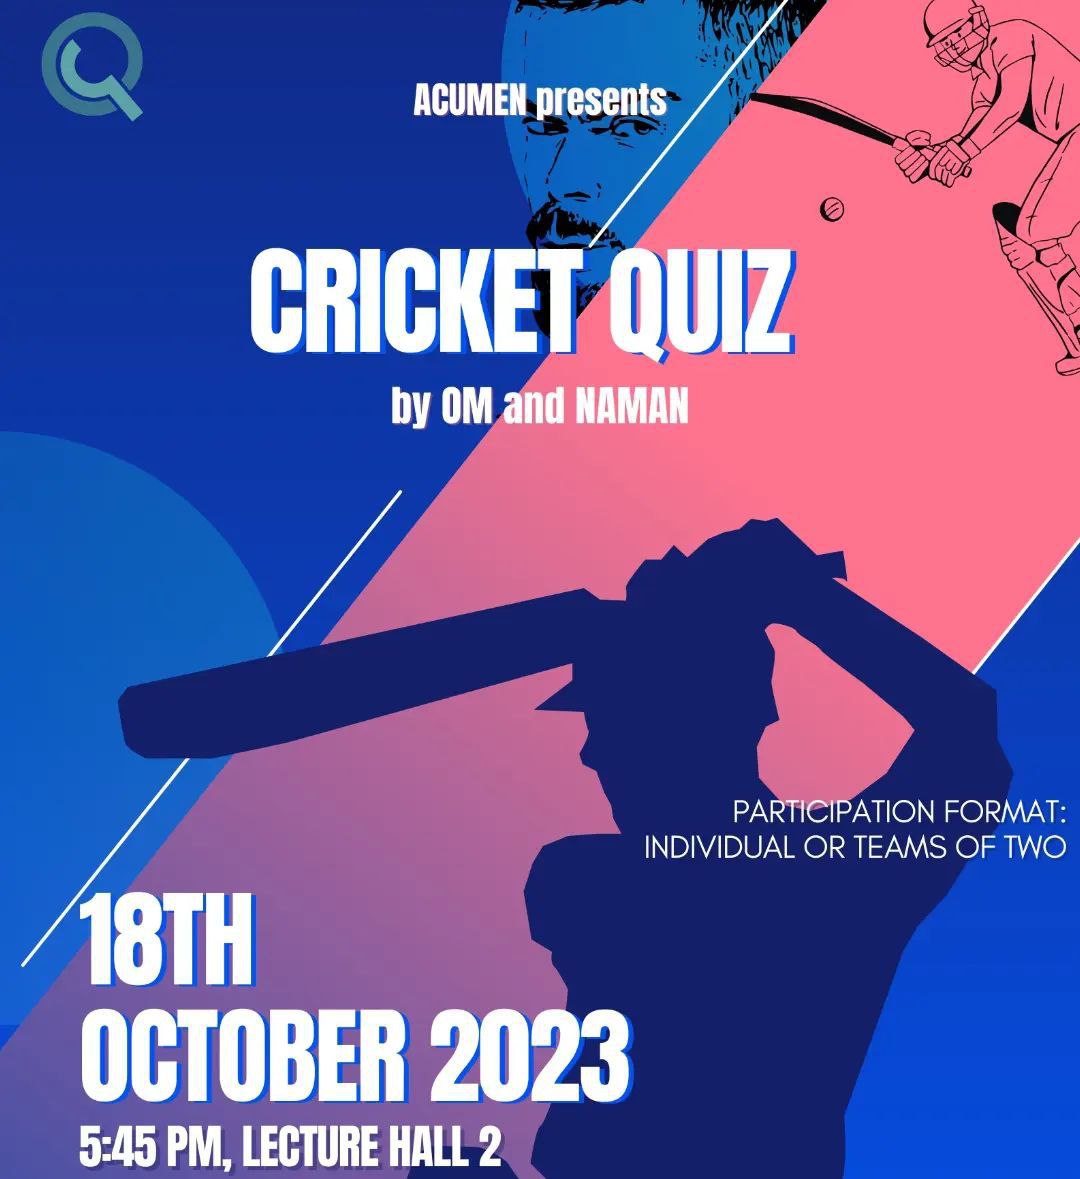 ACUMEN presents
CRICKET QUIZ
by OM and NAMAN
PARTICIPATION FORMAT:
INDIVIDUAL OR TEAMS OF TWO
18TH
OCTOBER 2023
5:45 PM, LECTURE HALL 2